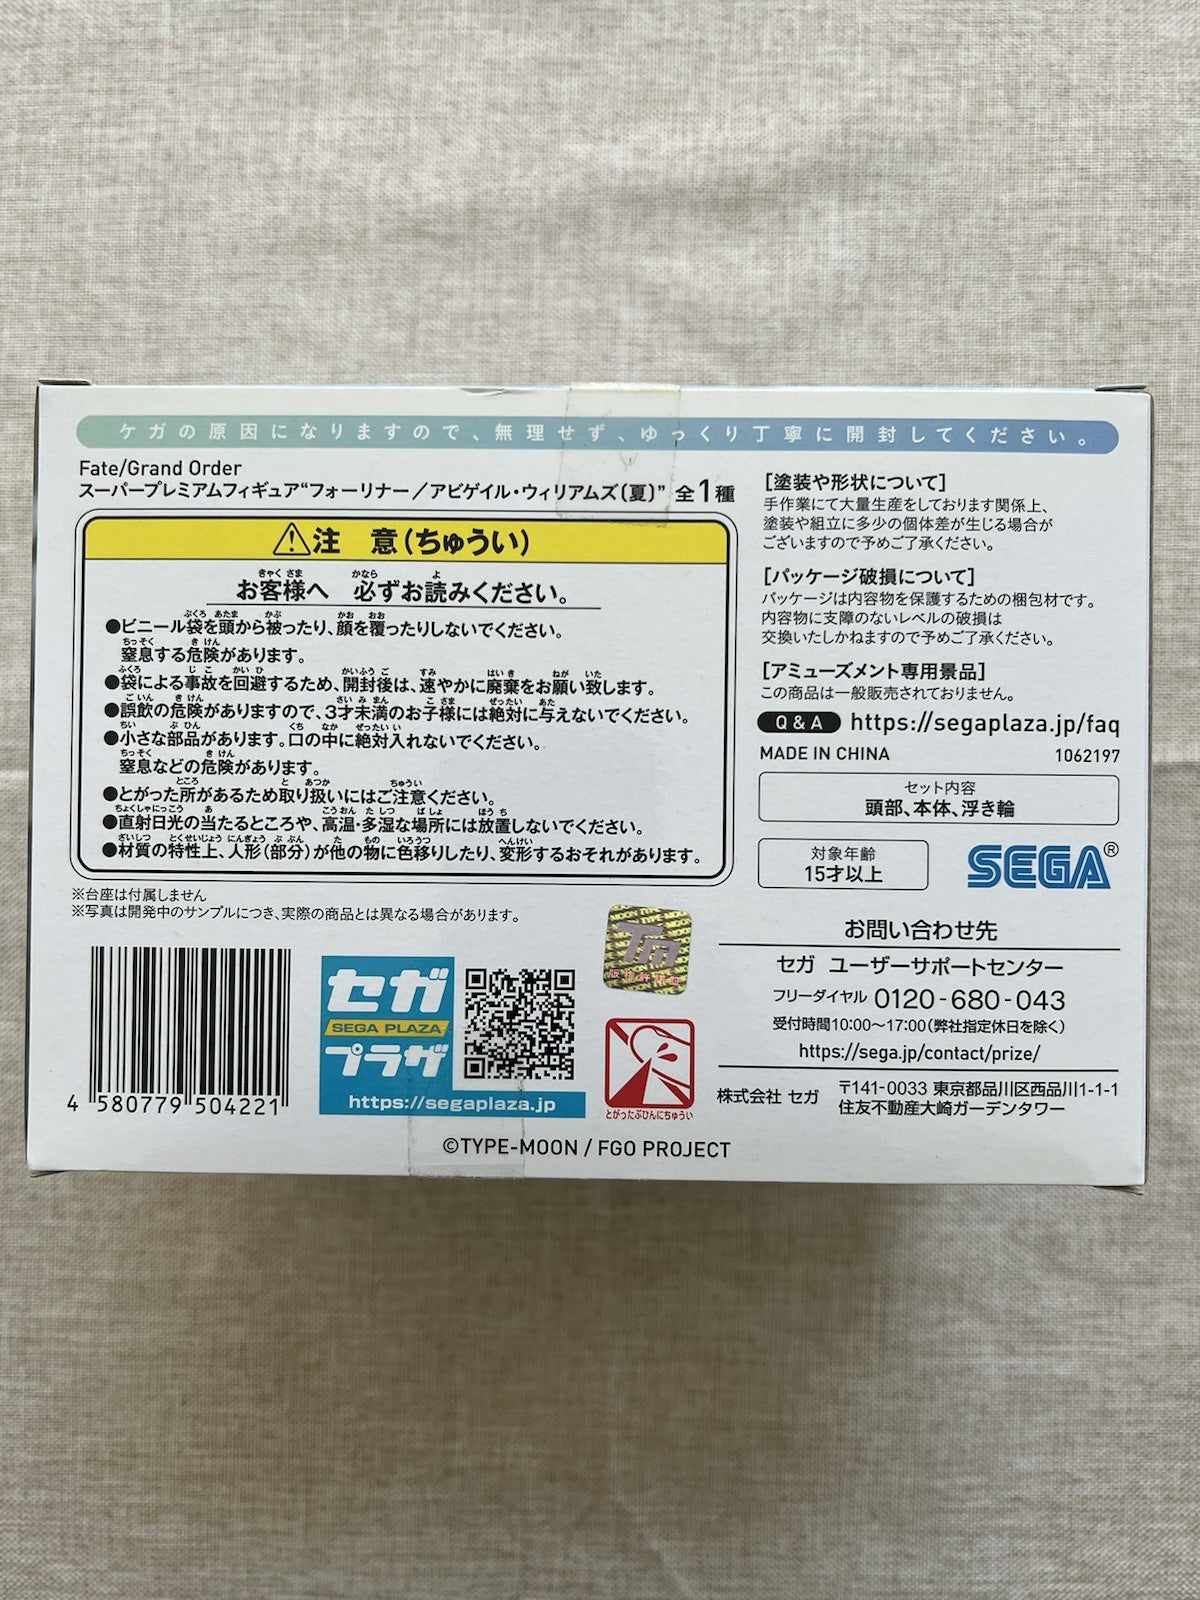 ケガの原因になりますので、無理せず、ゆっくり丁寧に開封してください。
Fate/Grand Order
スーパープレミアムフィギュア“フォーリナー／アビゲイル・ウィリアムズ〔夏〕” 全1種
注 意(ちゅうい)
お客様へ 必ずお読みください。
●ビニール袋を頭から被ったり、顔を覆ったりしないでください。
窒息する危険があります。
●袋による事故を回避するため、開封後は、速やかに廃棄をお願い致します。
●誤飲の危険がありますので、3才未満のお子様には絶対に与えないでください。
●小さな部品があります。口の中に絶対入れないでください。
窒息などの危険があります。
●とがった所があるため取り扱いにはご注意ください。
●直射日光の当たるところや、高温・多湿な場所には放置しないでください。
●材質の特性上、人形(部分)が他の物に色移りしたり、変形するおそれがあります。
※台座は付属しません
※写真は開発中のサンプルにつき、実際の商品とは異なる場合があります。
4 580779 504221
セガ
SEGA PLAZA
プラザ
https://segaplaza.jp
とがったぶひんにちゅうい
©TYPE-MOON / FGO PROJECT
[塗装や形状について]
手作業にて大量生産をしております関係上、
塗装や組立に多少の個体差が生じる場合が
ございますので予めご了承ください。
[パッケージ破損について]
パッケージは内容物を保護するための梱包材です。
内容物に支障のないレベルの破損は
交換いたしかねますので予めご了承ください。
[アミューズメント専用景品]
この商品は一般販売されておりません。
Q & A https://segaplaza.jp/faq
MADE IN CHINA 1062197
セット内容
頭部、本体、浮き輪
対象年齢
15才以上
SEGA®
お問い合わせ先
セガ ユーザーサポートセンター
フリーダイヤル 0120-680-043
受付時間10:00～17:00(弊社指定休日を除く)
https://sega.jp/contact/prize/
株式会社 セガ 〒141-0033 東京都品川区西品川1-1-1
住友不動産大崎ガーデンタワー